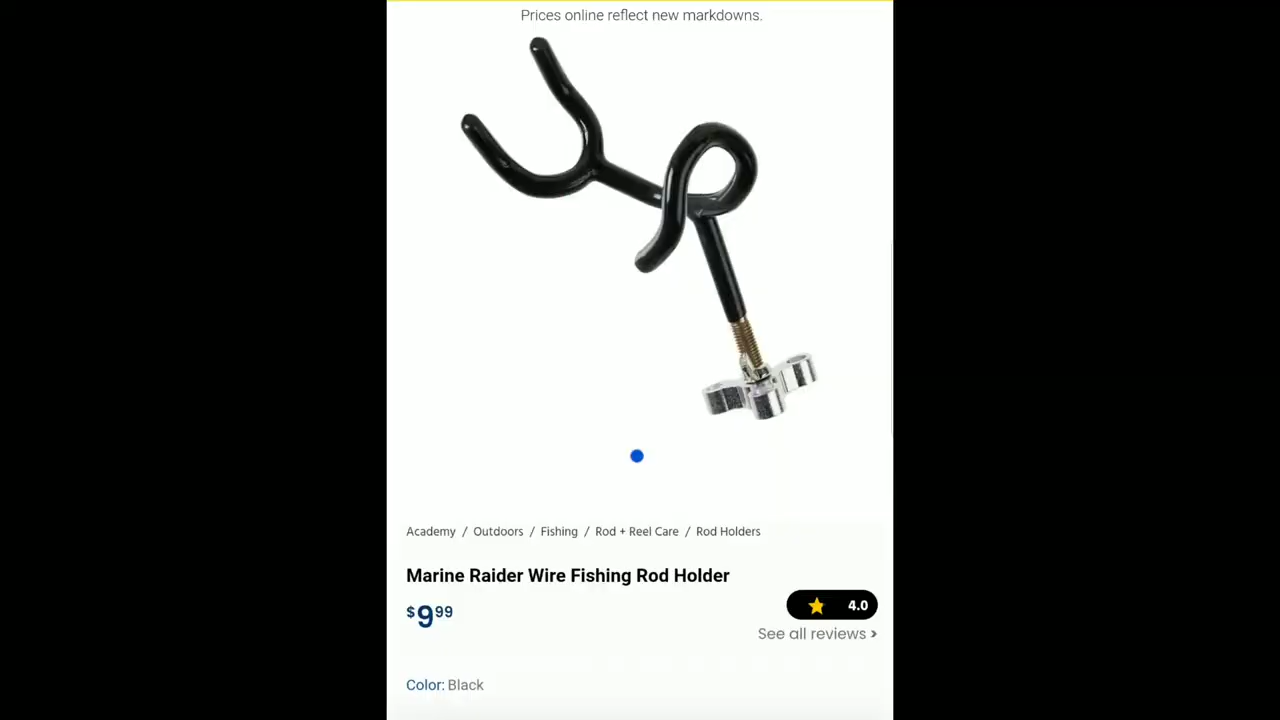 Prices online reflect new markdowns.
Academy / Outdoors / Fishing / Rod + Reel Care / Rod Holders
Marine Raider Wire Fishing Rod Holder
$999
4.0
See all reviews >
Color: Black